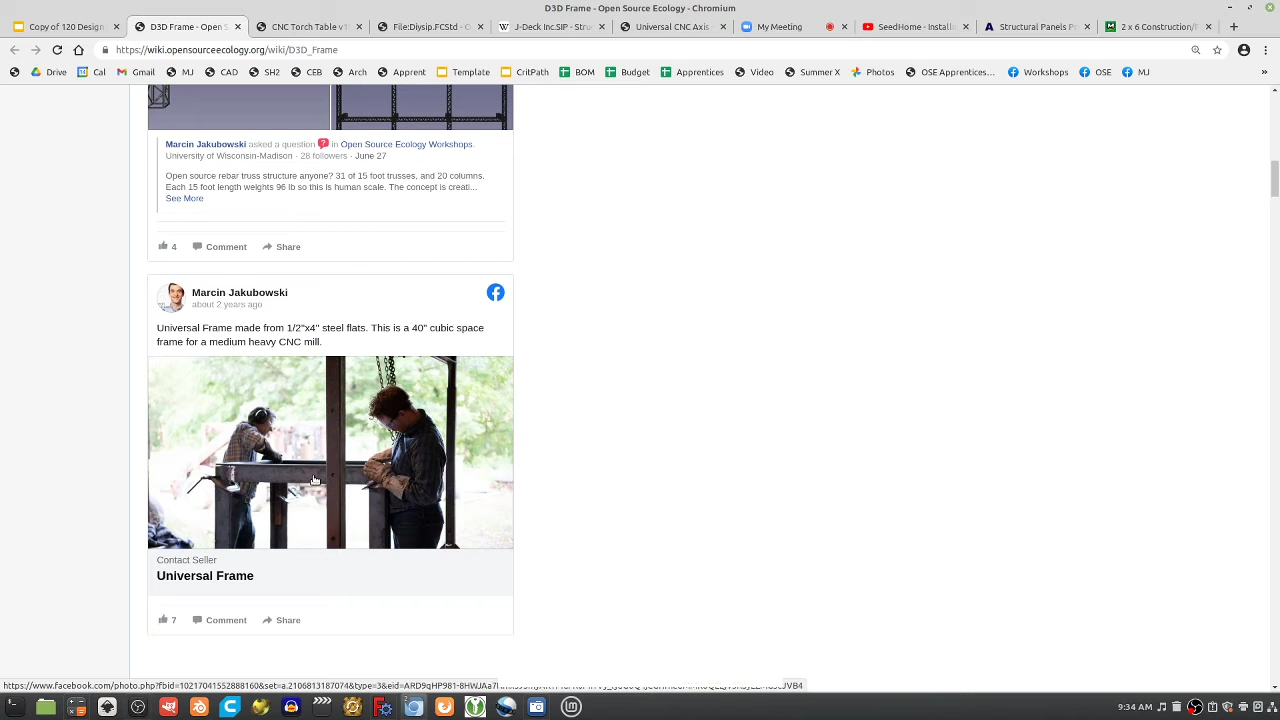 D3D Frame - Open Source Ecology - Chromium
Copy of 120 Design
D3D Frame - Open S
CNC Torch Table v1
File:Divsip.FCStd - O
J-Deck Inc.SIP - Stru
Universal CNC Axis
My Meeting
SeedHome - Install
Structural Panels Po
2 x 6 Construction/F
https://wiki.opensourceecology.org/wiki/D3D_Frame
Drive
Cal
Gmail
MJ
CAD
SH2
CEB
Arch
Apprent
Template
CritPath
BOM
Budget
Apprentices
Video
Summer X
Photos
OSE Apprentices…
Workshops
OSE
MJ
»
Marcin Jakubowski asked a question ? in Open Source Ecology Workshops.
University of Wisconsin-Madison · 28 followers · June 27
Open source rebar truss structure anyone? 31 of 15 foot trusses, and 20 columns.
Each 15 foot length weights 96 lb so this is human scale. The concept is creati...
See More
4 Comment Share
Marcin Jakubowski
about 2 years ago
Universal Frame made from 1/2"x4" steel flats. This is a 40" cubic space
frame for a medium heavy CNC mill.
Contact Seller
Universal Frame
7 Comment Share
9:34 AM